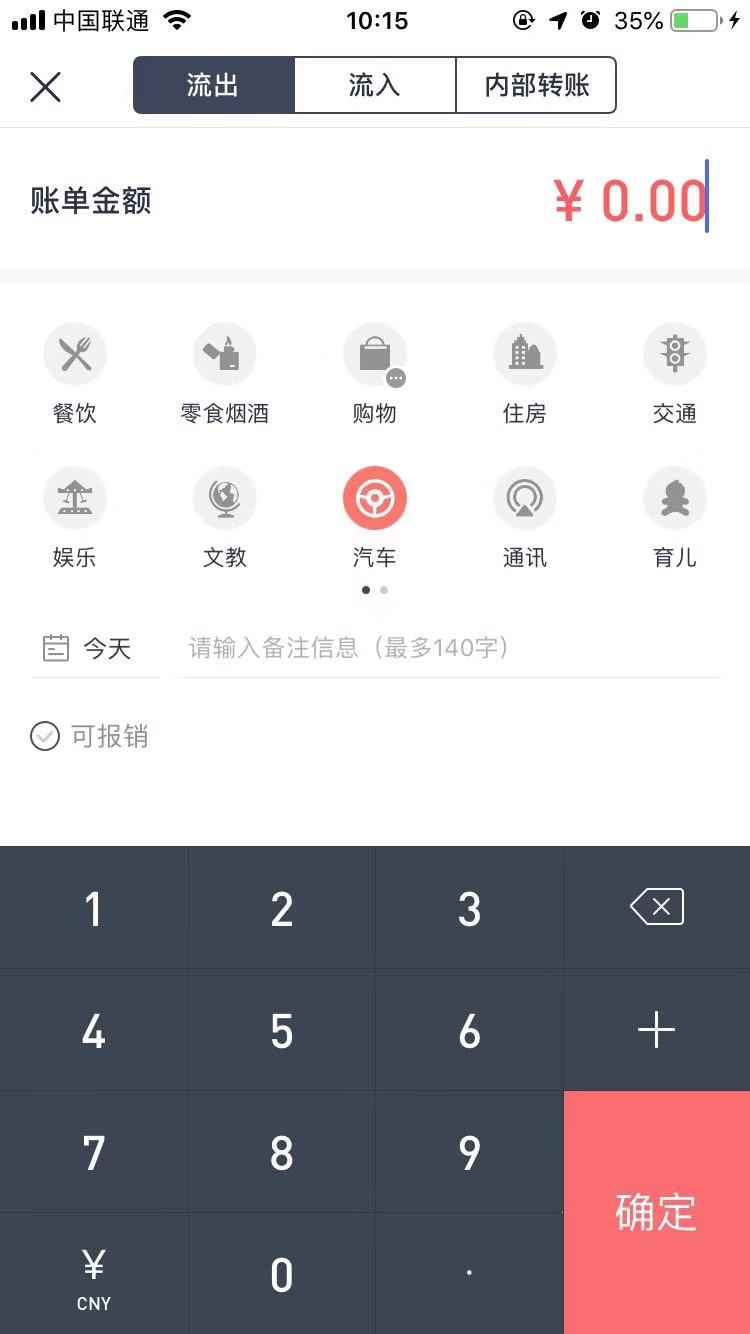 中国联通 10:15 35%
流出 流入 内部转账
账单金额 ¥ 0.00
餐饮 零食烟酒 购物 住房 交通
娱乐 文教 汽车 通讯 育儿
今天 请输入备注信息（最多140字）
可报销
1 2 3
4 5 6 +
7 8 9
确定
¥ 0 .
CNY